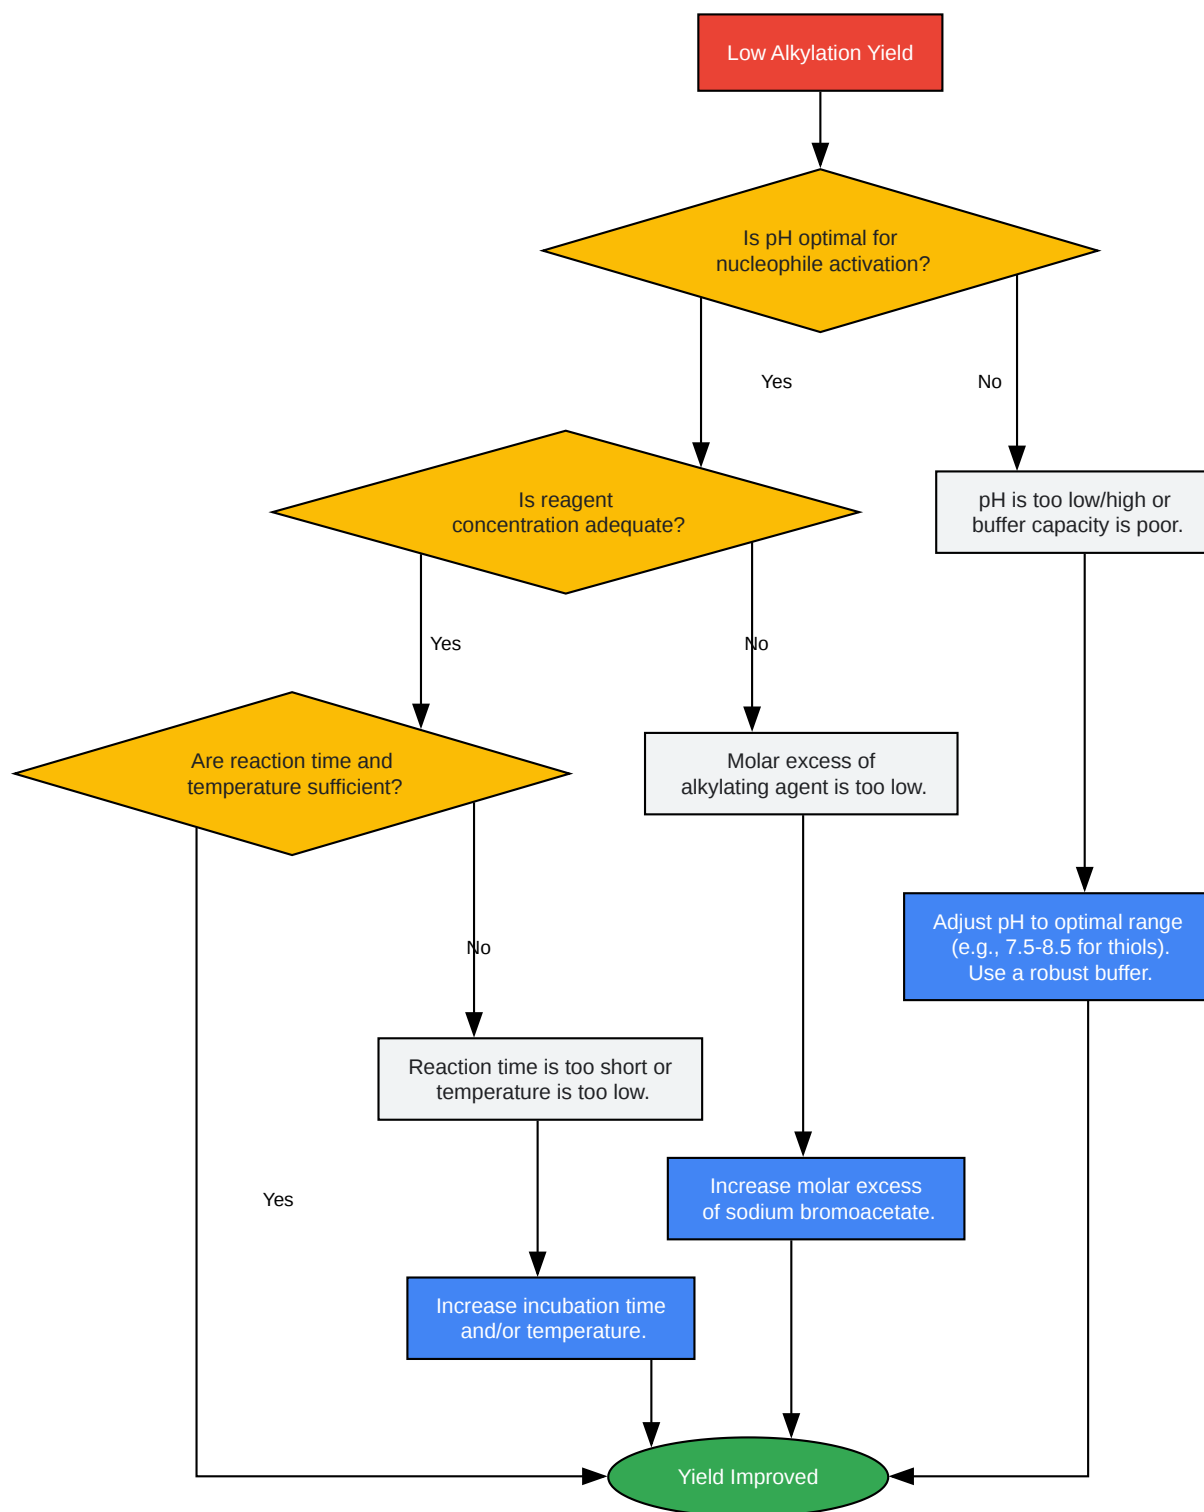 Low Alkylation Yield
Is pH optimal for
nucleophile activation?
Yes
No
Is reagent
concentration adequate?
pH is too low/high or
buffer capacity is poor.
Yes
No
Are reaction time and
temperature sufficient?
Molar excess of
alkylating agent is too low.
Adjust pH to optimal range
(e.g., 7.5-8.5 for thiols).
Use a robust buffer.
No
Reaction time is too short or
temperature is too low.
Yes
Increase molar excess
of sodium bromoacetate.
Increase incubation time
and/or temperature.
Yield Improved